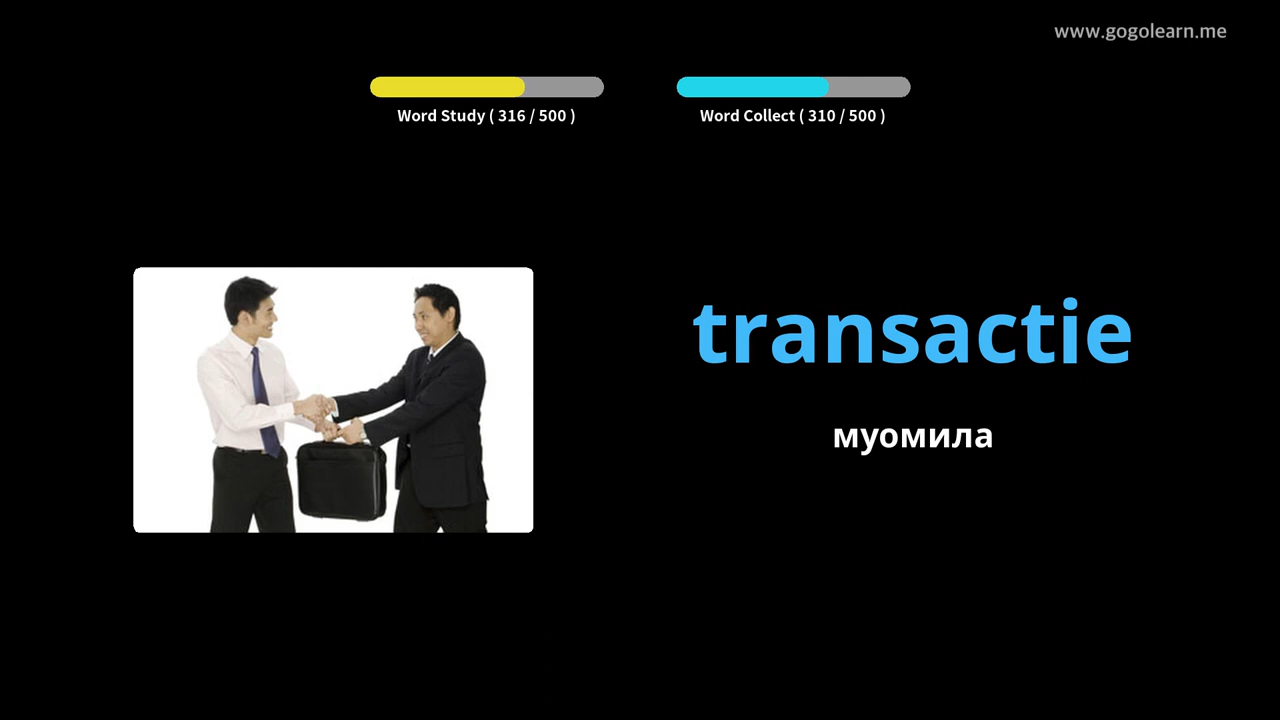 www.gogolearn.me
Word Study ( 316 / 500 )
Word Collect ( 310 / 500 )
transactie
муомила